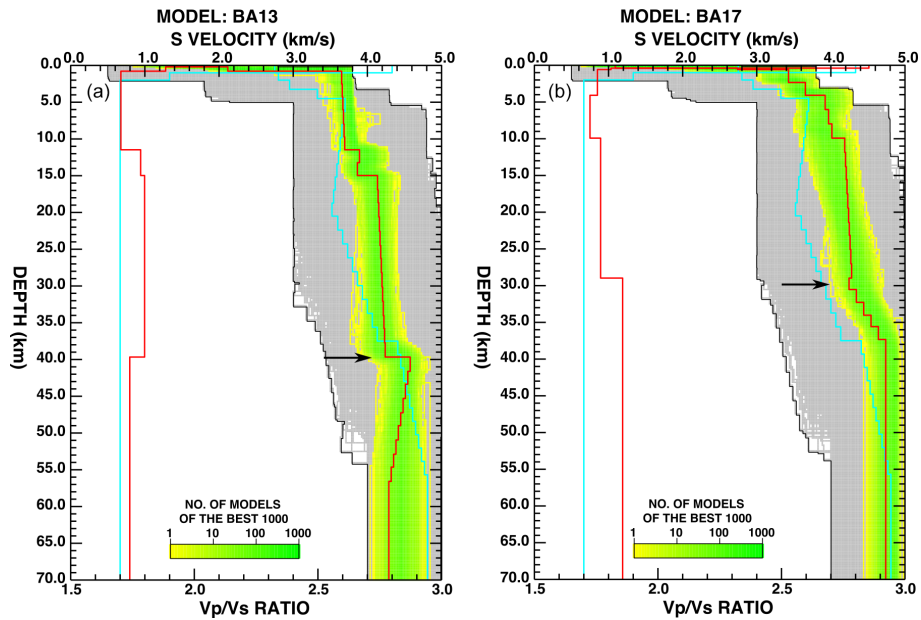 MODEL: BA13
S VELOCITY (km/s)
0.0 1.0 2.0 3.0 4.0 5.0
(a)
0.0
5.0
10.0
15.0
20.0
25.0
30.0
35.0
40.0
45.0
50.0
55.0
60.0
65.0
70.0
DEPTH (km)
NO. OF MODELS
OF THE BEST 1000
1 10 100 1000
1.5 2.0 2.5 3.0
Vp/Vs RATIO
MODEL: BA17
S VELOCITY (km/s)
0.0 1.0 2.0 3.0 4.0 5.0
(b)
0.0
5.0
10.0
15.0
20.0
25.0
30.0
35.0
40.0
45.0
50.0
55.0
60.0
65.0
70.0
DEPTH (km)
NO. OF MODELS
OF THE BEST 1000
1 10 100 1000
1.5 2.0 2.5 3.0
Vp/Vs RATIO